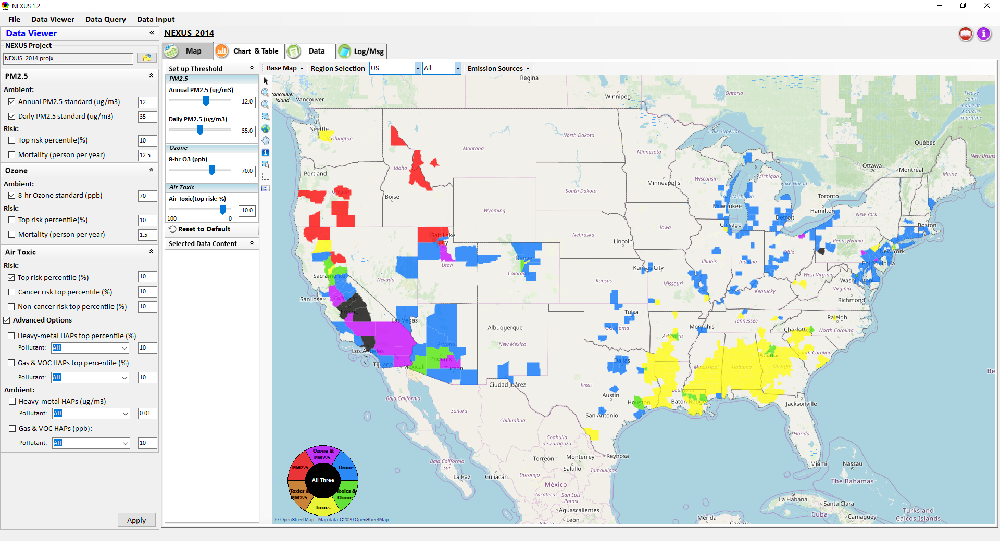 NEXUS 1.2
File Data Viewer Data Query Data Input
Data Viewer «
NEXUS Project
NEXUS_2014.projx
PM2.5
Ambient:
Annual PM2.5 standard (ug/m3) 12
Daily PM2.5 standard (ug/m3) 35
Risk:
Top risk percentile(%) 10
Mortality (person per year) 12.5
Ozone
Ambient:
8-hr Ozone standard (ppb) 70
Risk:
Top risk percentile(%) 10
Mortality (person per year) 1.5
Air Toxic
Risk:
Top risk percentile (%) 10
Cancer risk top percentile (%) 10
Non-cancer risk top percentile (%) 10
Advanced Options
Heavy-metal HAPs top percentile (%)
Pollutant: All 10
Gas & VOC HAPs top percentile (%)
Pollutant: All 10
Ambient:
Heavy-metal HAPs (ug/m3)
Pollutant: All 0.01
Gas & VOC HAPs (ppb):
Pollutant: All 10
Apply
NEXUS_2014
Map Chart & Table Data Log/Msg
Set up Threshold
PM2.5
Annual PM2.5 (ug/m3)
12.0
Daily PM2.5 (ug/m3)
35.0
Ozone
8-hr O3 (ppb)
70.0
Air Toxic
Air Toxic(top risk: %)
10.0
100 0
Reset to Default
Selected Data Content
Base Map Region Selection US All Emission Sources
Regina
Winnipeg
Ontario
Vancouver
Island
Vancouver
Fleuve
Saint-
Laurent,
Estuaire
maritime
Seattle
Washington
Montana
North Dakota
Lake Superior
Québec
Minnesota
New Bruns
Idaho
Portland
Ottawa
Montréal
Maine
Wisconsin
Michigan
Lake Huron
Minneapolis
Oregon
Boise
South Dakota
Lake Michigan
Toronto
Milwaukee
Hamilton
Wyoming
New York
Detroit
Chicago
Boston
Iowa
Salt Lake
City
Nebraska
Lincoln
Pennsylvania
Ohio
New York
Denver
Utah
Illinois
Indiana
Philadelphia
Colorado
Kansas City
Sacramento
Nevada
West Virginia
Washington
Kansas
Missouri
Kentucky
Virginia
San Jose
California
Richmond
Fresno
Las Vegas
Tulsa
Raleigh
Tennessee
Albuquerque
Oklahoma
Memphis
Charlotte
North Carolina
Arkansas
Arizona
New Mexico
Los Angeles
Atlanta
South Carolina
Phoenix
Dallas
Tijuana
Mexicali
Tucson
Mississippi
Alabama
Georgia
Be
Ciudad Juárez
Texas
Louisiana
Austin
Baja California
Houston
Baton Rouge
Jacksonville
Sonora
San Antonio
Chihuahua
Florida
Coahuila
de Zaragoza
Ozone &
PM2.5
PM2.5
Ozone
All Three
Toxics &
PM2.5
Toxics &
Ozone
Toxics
Baja California
Sur
Torreón
Monterrey
Reynosa
Saltillo
Tamaulipas
Miami
Nassau
La Paz
Culiacán
Durango
The Bahamas
México
Zacatecas
San Luis
Potosí
La Habana
Santa Clara
Aguascalientes
Cuba
Camagüey
Turks and
Caicos Islands
León
Jalisco
Mérida
Cancún
© OpenStreetMap - Map data ©2020 OpenStreetMap